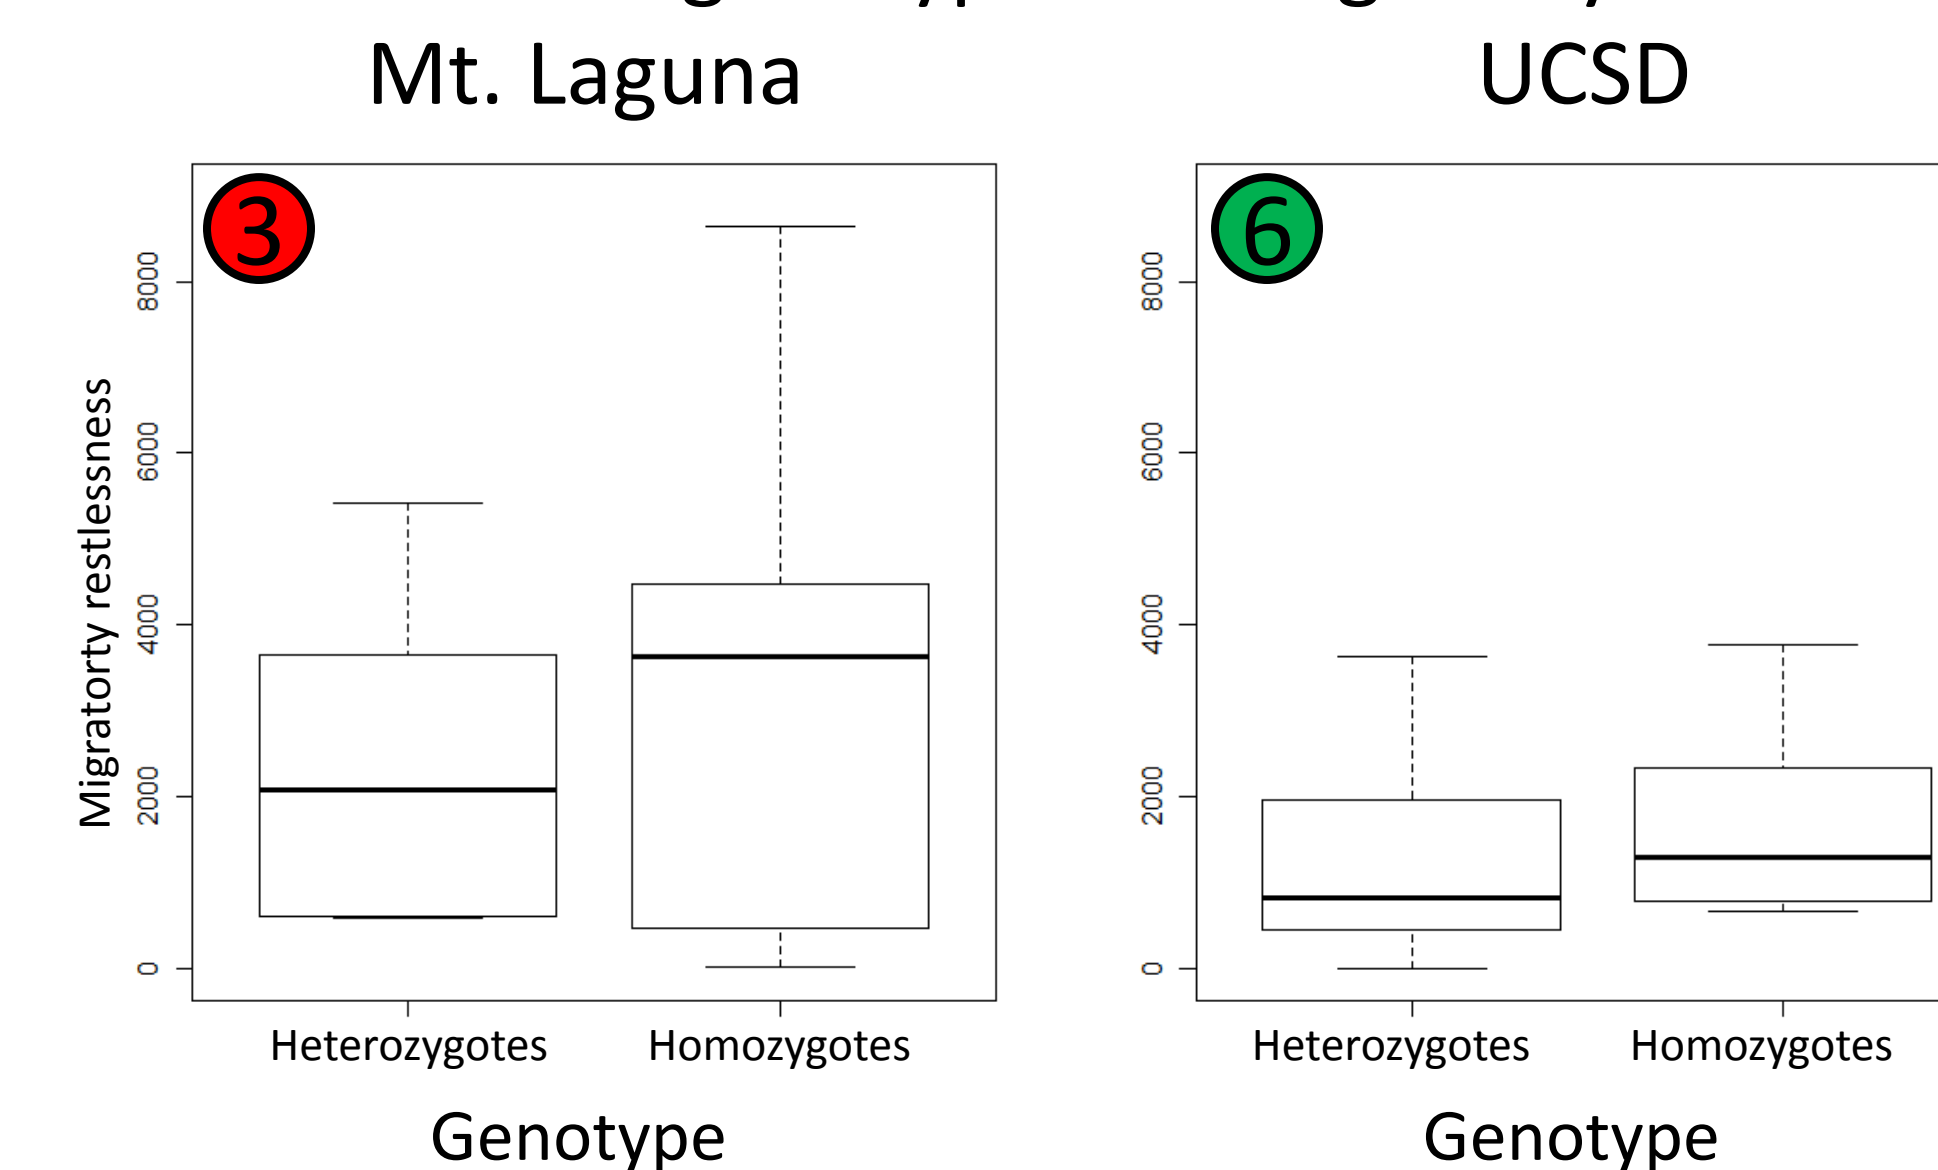 Mt. Laguna
UCSD
3
6
Migratorty restlessness
8000
6000
4000
2000
0
8000
6000
4000
2000
0
Heterozygotes
Homozygotes
Heterozygotes
Homozygotes
Genotype
Genotype